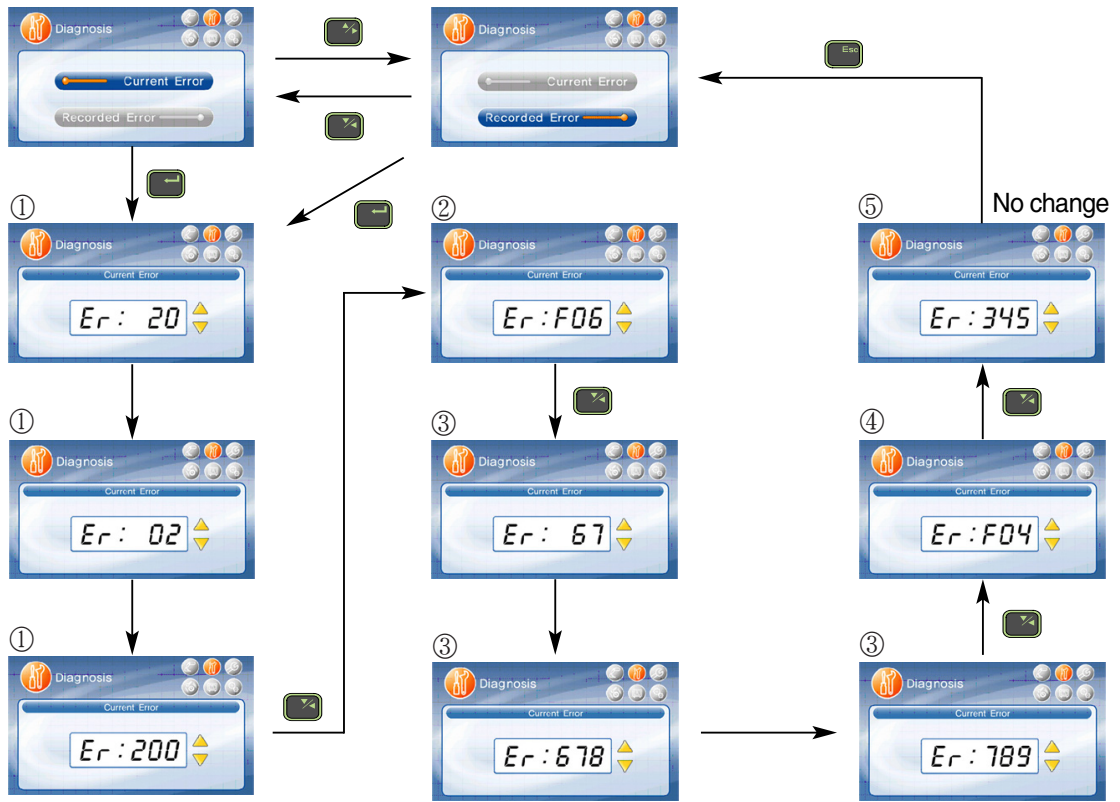 Diagnosis
Current Error
Recorded Error
Diagnosis
Current Error
Recorded Error
Esc
①
Diagnosis
Current Error
Er: 20
②
Diagnosis
Current Error
Er:F06
⑤
No change
Diagnosis
Current Error
Er:345
①
Diagnosis
Current Error
Er: 02
③
Diagnosis
Current Error
Er: 67
④
Diagnosis
Current Error
Er:F04
①
Diagnosis
Current Error
Er:200
③
Diagnosis
Current Error
Er:678
③
Diagnosis
Current Error
Er:789